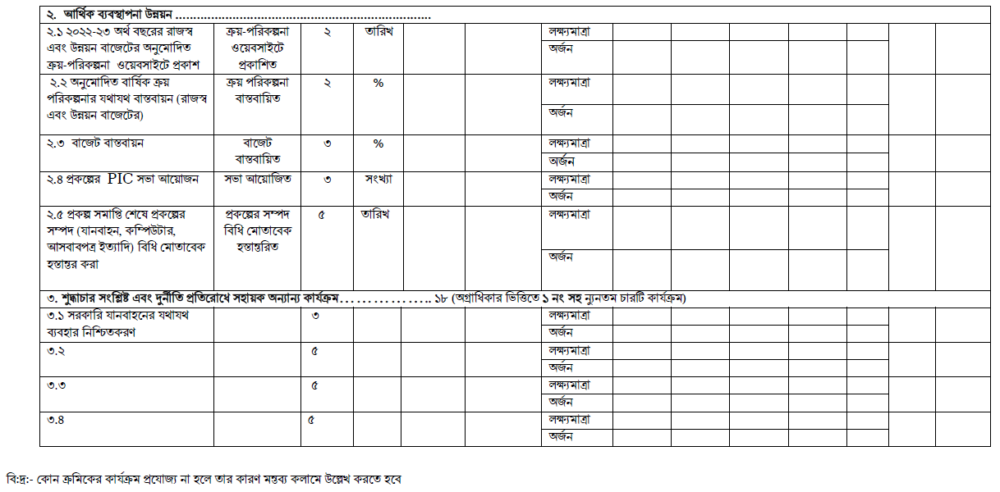 ২. আর্থিক ব্যবস্থাপনা উন্নয়ন ........................................................................
২.১ ২০২২-২৩ অর্থ বছরের রাজস্ব এবং উন্নয়ন বাজেটের অনুমোদিত ক্রয়-পরিকল্পনা ওয়েবসাইটে প্রকাশ
ক্রয়-পরিকল্পনা ওয়েবসাইটে প্রকাশিত
২
তারিখ
লক্ষ্যমাত্রা
অর্জন
২.২ অনুমোদিত বার্ষিক ক্রয় পরিকল্পনার যথাযথ বাস্তবায়ন (রাজস্ব এবং উন্নয়ন বাজেটের)
ক্রয় পরিকল্পনা বাস্তবায়িত
২
%
লক্ষ্যমাত্রা
অর্জন
২.৩ বাজেট বাস্তবায়ন
বাজেট বাস্তবায়িত
৩
%
লক্ষ্যমাত্রা
অর্জন
২.৪ প্রকল্পের PIC সভা আয়োজন
সভা আয়োজিত
৩
সংখ্যা
লক্ষ্যমাত্রা
অর্জন
২.৫ প্রকল্প সমাপ্তি শেষে প্রকল্পের সম্পদ (যানবাহন, কম্পিউটার, আসবাবপত্র ইত্যাদি) বিধি মোতাবেক হস্তান্তর করা
প্রকল্পের সম্পদ বিধি মোতাবেক হস্তান্তরিত
৫
তারিখ
লক্ষ্যমাত্রা
অর্জন
৩. শুদ্ধাচার সংশ্লিষ্ট এবং দুর্নীতি প্রতিরোধে সহায়ক অন্যান্য কার্যক্রম…………….. ১৮ (অগ্রাধিকার ভিত্তিতে ১ নং সহ ন্যুনতম চারটি কার্যক্রম)
৩.১ সরকারি যানবাহনের যথাযথ ব্যবহার নিশ্চিতকরণ
৩
লক্ষ্যমাত্রা
অর্জন
৩.২
৫
লক্ষ্যমাত্রা
অর্জন
৩.৩
৫
লক্ষ্যমাত্রা
অর্জন
৩.৪
৫
লক্ষ্যমাত্রা
অর্জন
বি:দ্র:- কোন ক্রমিকের কার্যক্রম প্রযোজ্য না হলে তার কারণ মন্তব্য কলামে উল্লেখ করতে হবে